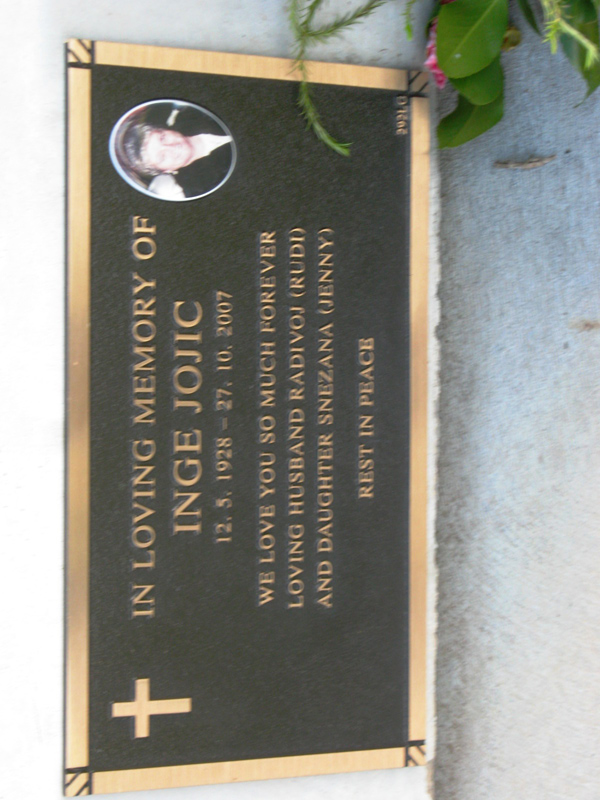 IN LOVING MEMORY OF
INGE JOJIC
12. 5. 1928 – 27. 10. 2007
WE LOVE YOU SO MUCH FOREVER
LOVING HUSBAND RADIVOJ (RUDI)
AND DAUGHTER SNEZANA (JENNY)
REST IN PEACE